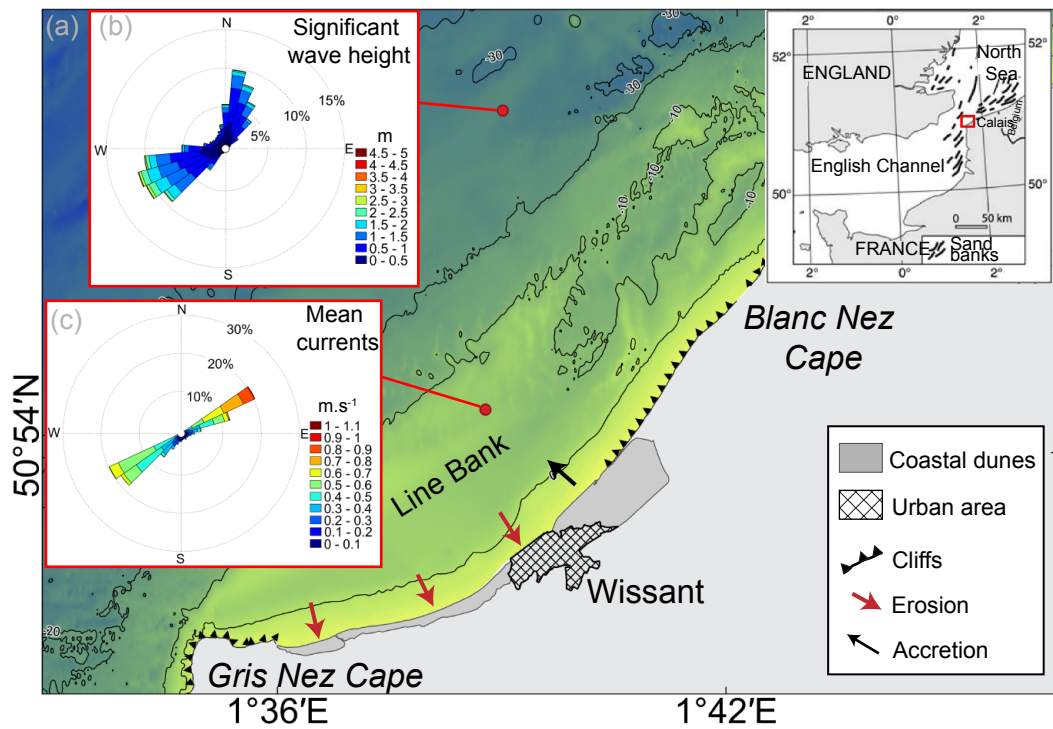 (a)
(b)
Significant
wave height
N
15%
10%
5%
W
E
S
m
4.5 - 5
4 - 4.5
3.5 - 4
3 - 3.5
2.5 - 3
2 - 2.5
1.5 - 2
1 - 1.5
0.5 - 1
0 - 0.5
(c)
Mean
currents
N
30%
20%
10%
W
E
S
m.s⁻¹
1 - 1.1
0.9 - 1
0.8 - 0.9
0.7 - 0.8
0.6 - 0.7
0.5 - 0.6
0.4 - 0.5
0.3 - 0.4
0.2 - 0.3
0.1 - 0.2
0 - 0.1
-30
-30
-30
-10
-10
-10
-10
-20
0
2°
0°
2°
52°
52°
ENGLAND
North
Sea
Calais
Belgium
English Channel
50°
50°
0 50 km
FRANCE
Sand
banks
2°
0°
2°
Blanc Nez
Cape
Line Bank
Wissant
Gris Nez Cape
50°54′N
1°36′E
1°42′E
Coastal dunes
Urban area
Cliffs
Erosion
Accretion